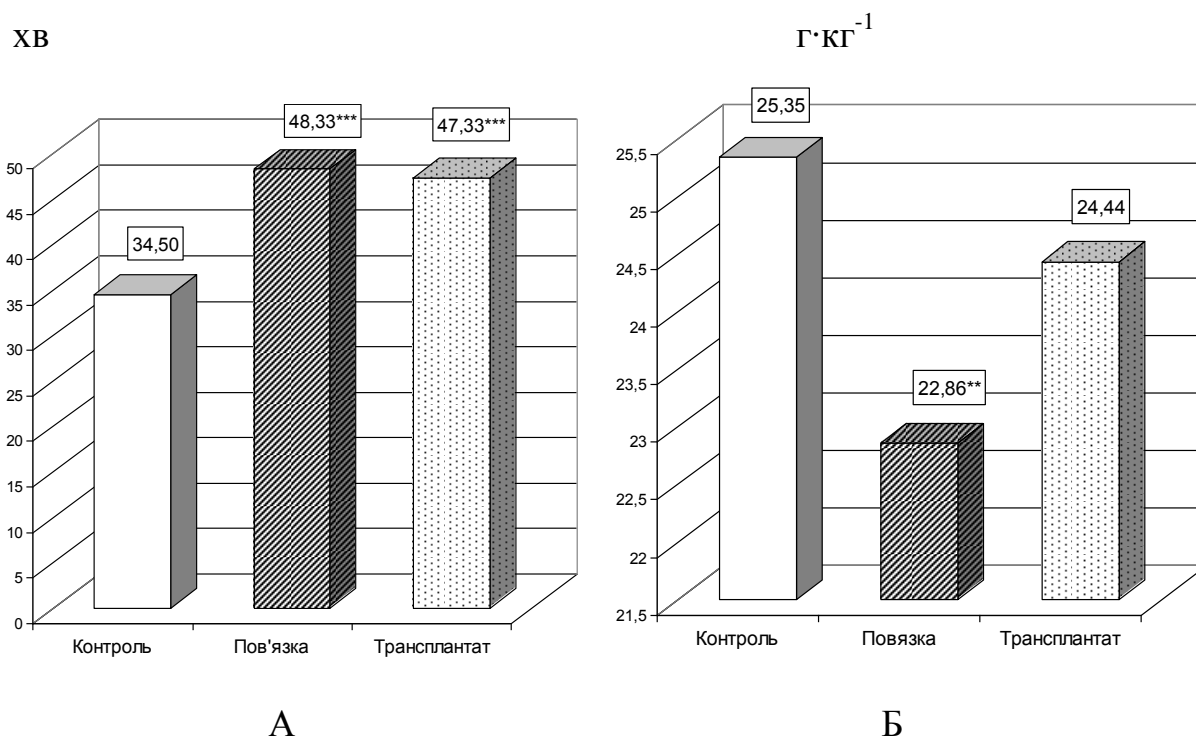 хв
г·кг-1
48,33***
47,33***
34,50
50
45
40
35
30
25
20
15
10
5
0
Контроль
Пов'язка
Трансплантат
А
25,35
24,44
22,86**
25,5
25
24,5
24
23,5
23
22,5
22
21,5
Контроль
Повязка
Трансплантат
Б